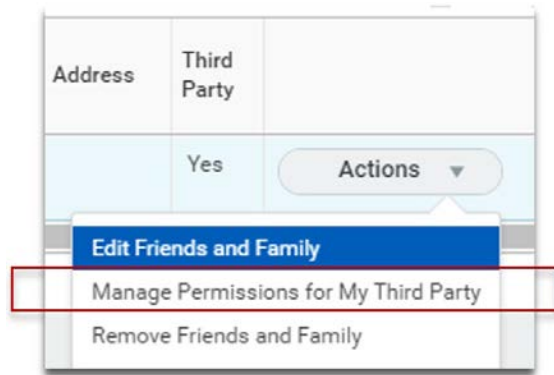 Address
Third
Party
Yes
Actions
Edit Friends and Family
Manage Permissions for My Third Party
Remove Friends and Family